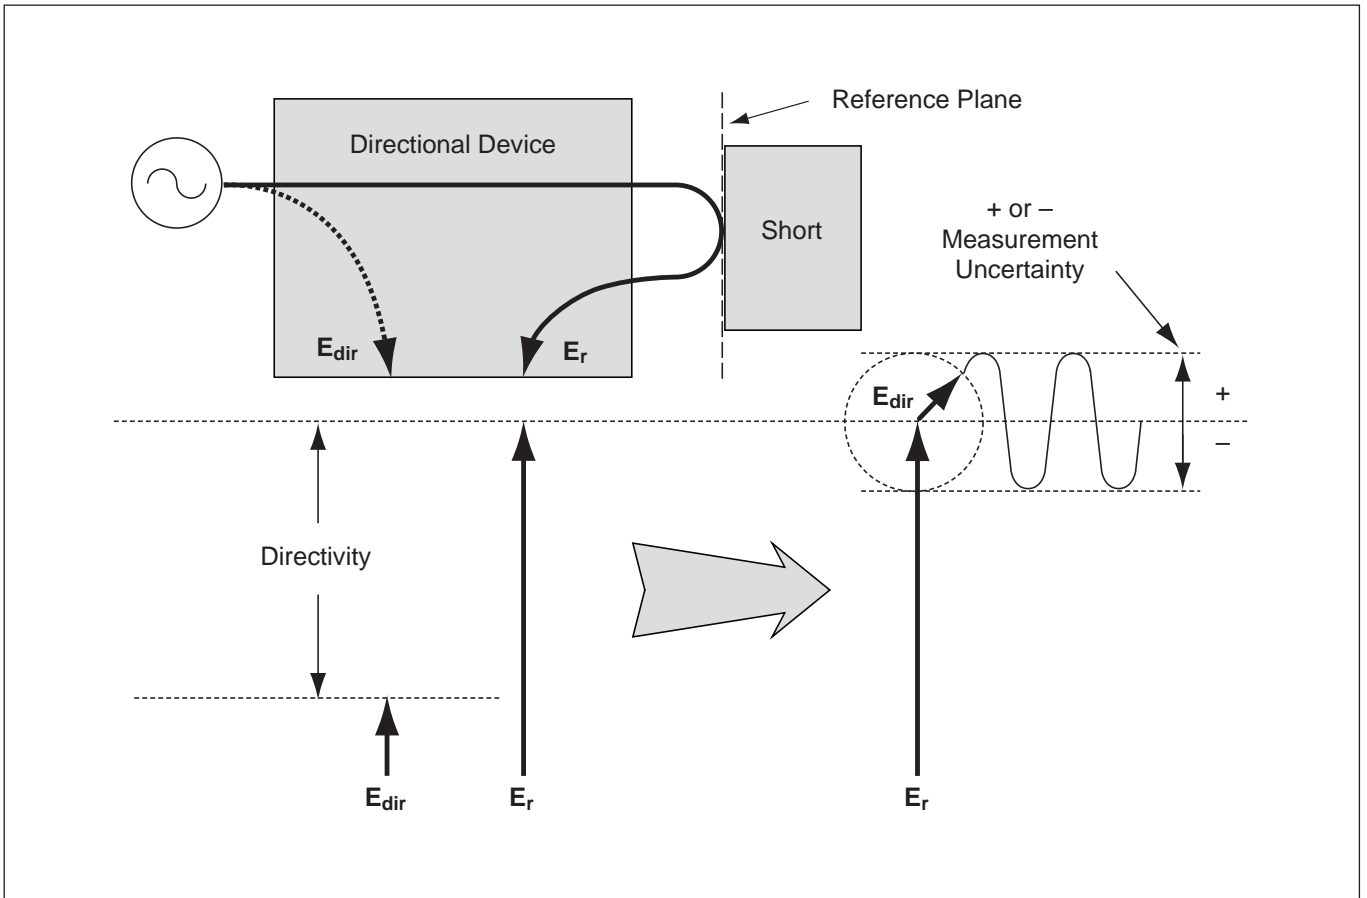 Reference Plane
Directional Device
Short
+ or –
Measurement
Uncertainty
Edir
Er
Edir
+
–
Directivity
Edir
Er
Er